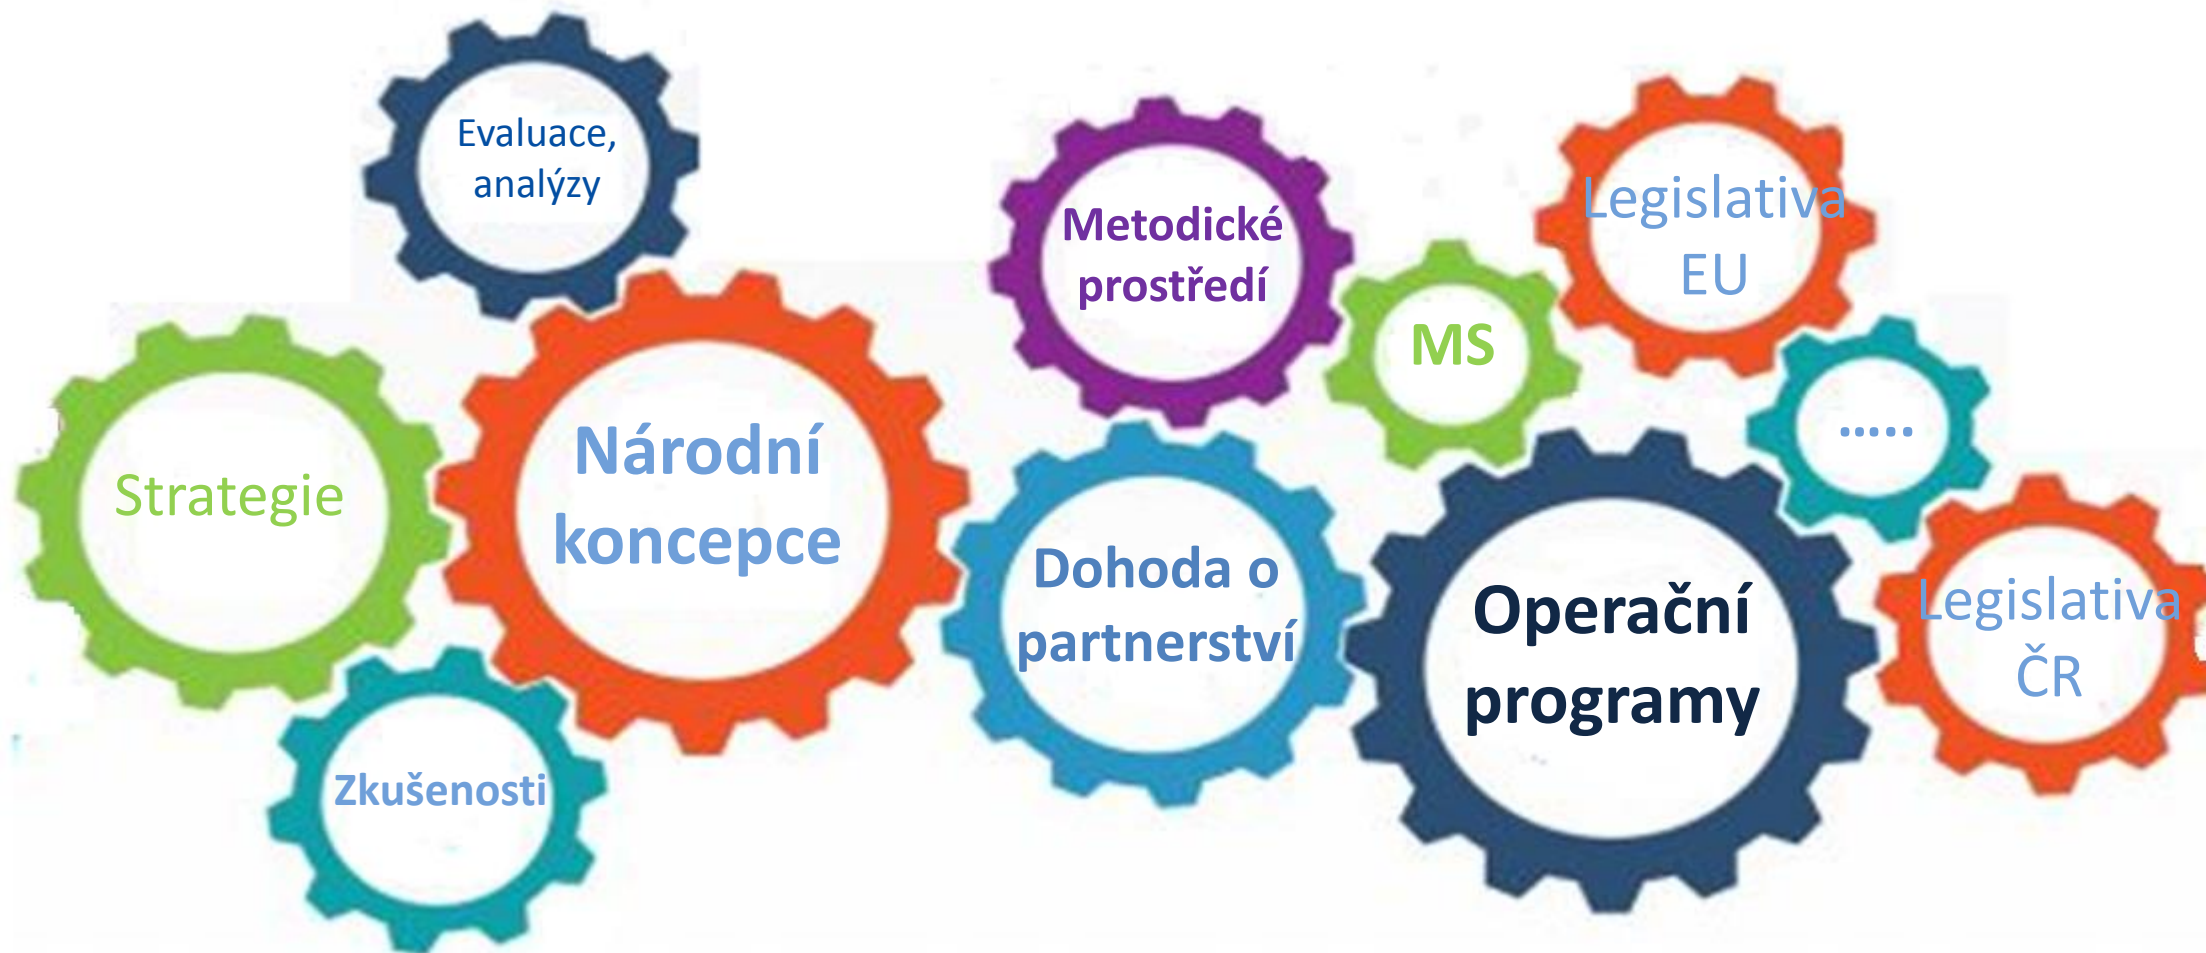 Evaluace,
analýzy
Strategie
Národní
koncepce
Zkušenosti
Metodické
prostředí
MS
Legislativa
EU
.....
Dohoda o
partnerství
Operační
programy
Legislativa
ČR